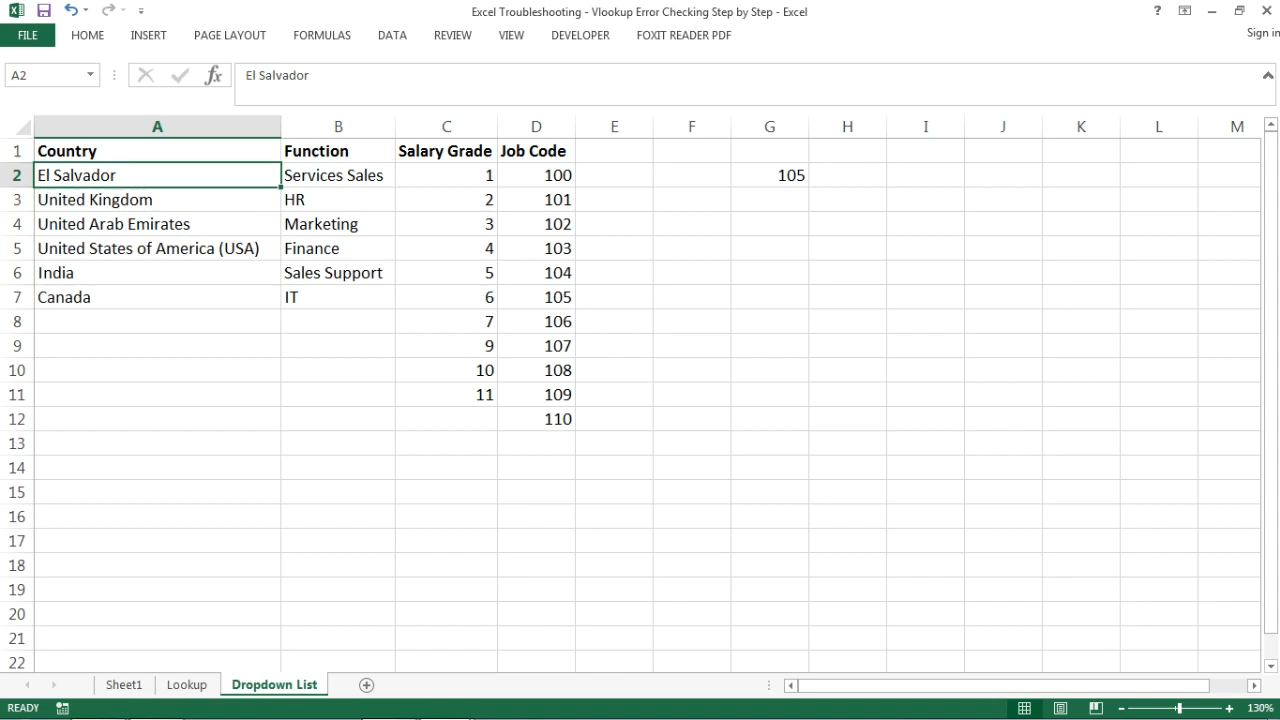 Excel Troubleshooting - Vlookup Error Checking Step by Step - Excel
?
FILE HOME INSERT PAGE LAYOUT FORMULAS DATA REVIEW VIEW DEVELOPER FOXIT READER PDF Sign in
A2 fx El Salvador
A B C D E F G H I J K L M
1 Country Function Salary Grade Job Code
2 El Salvador Services Sales 1 100 105
3 United Kingdom HR 2 101
4 United Arab Emirates Marketing 3 102
5 United States of America (USA) Finance 4 103
6 India Sales Support 5 104
7 Canada IT 6 105
8 7 106
9 9 107
10 10 108
11 11 109
12 110
13
14
15
16
17
18
19
20
21
22
Sheet1 Lookup Dropdown List
READY 130%